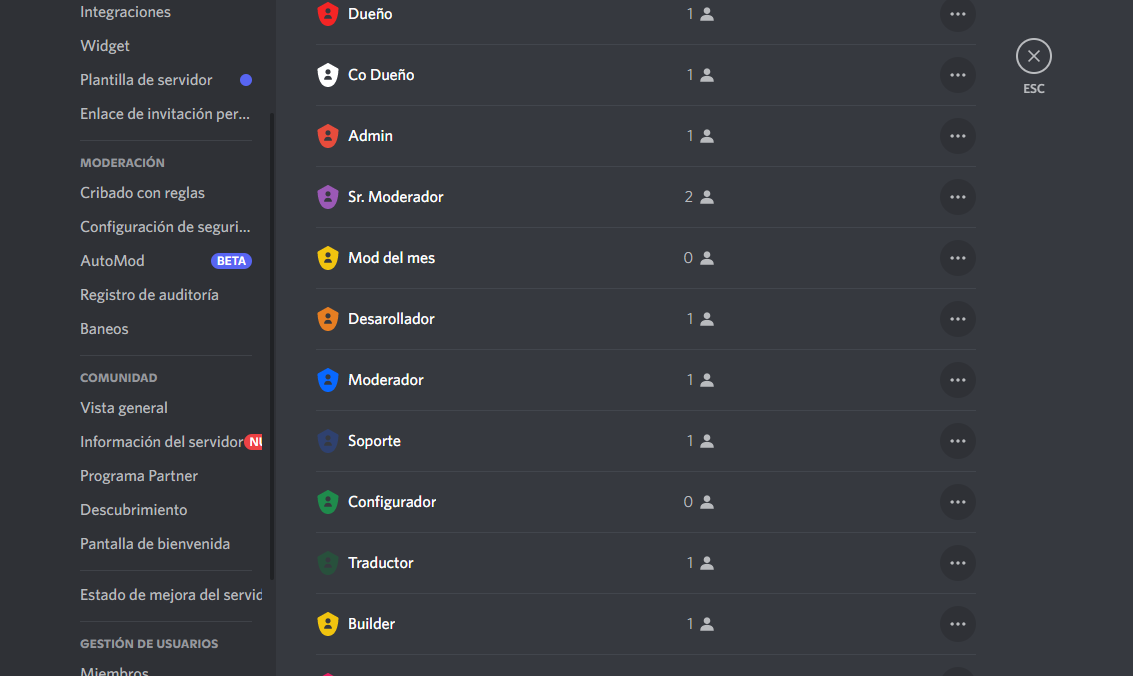 Integraciones
Widget
Plantilla de servidor
Enlace de invitación per...
MODERACIÓN
Cribado con reglas
Configuración de seguri...
AutoMod BETA
Registro de auditoría
Baneos
COMUNIDAD
Vista general
Información del servidor NU
Programa Partner
Descubrimiento
Pantalla de bienvenida
Estado de mejora del servid
GESTIÓN DE USUARIOS
Miembros
Dueño 1
Co Dueño 1
Admin 1
Sr. Moderador 2
Mod del mes 0
Desarollador 1
Moderador 1
Soporte 1
Configurador 0
Traductor 1
Builder 1
ESC